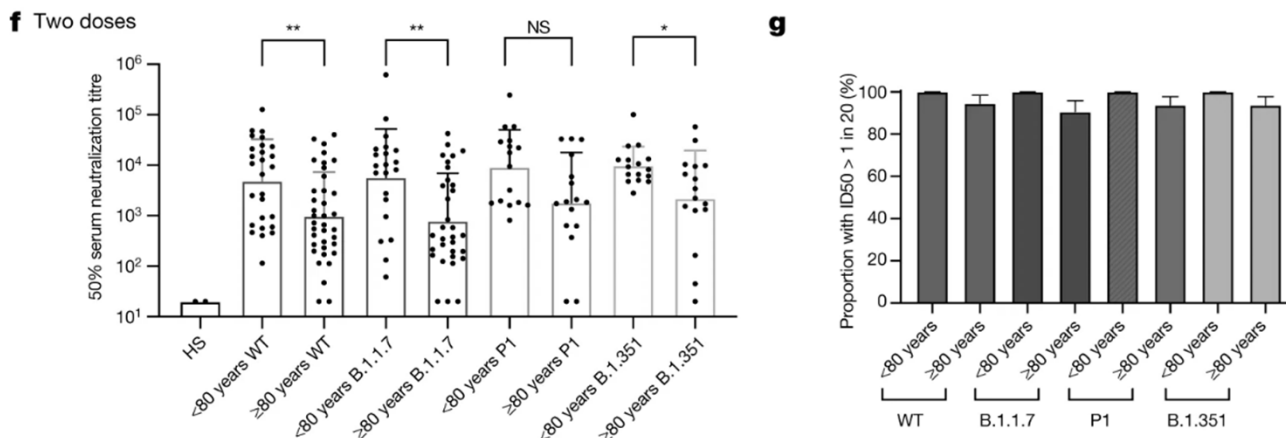 f Two doses
** ** NS *
50% serum neutralization titre
10⁶
10⁵
10⁴
10³
10²
10¹
HS
<80 years WT
≥80 years WT
<80 years B.1.1.7
≥80 years B.1.1.7
<80 years P1
≥80 years P1
<80 years B.1.351
≥80 years B.1.351
g
Proportion with ID50 > 1 in 20 (%)
100
80
60
40
20
0
<80 years
≥80 years
<80 years
≥80 years
<80 years
≥80 years
<80 years
≥80 years
WT B.1.1.7 P1 B.1.351